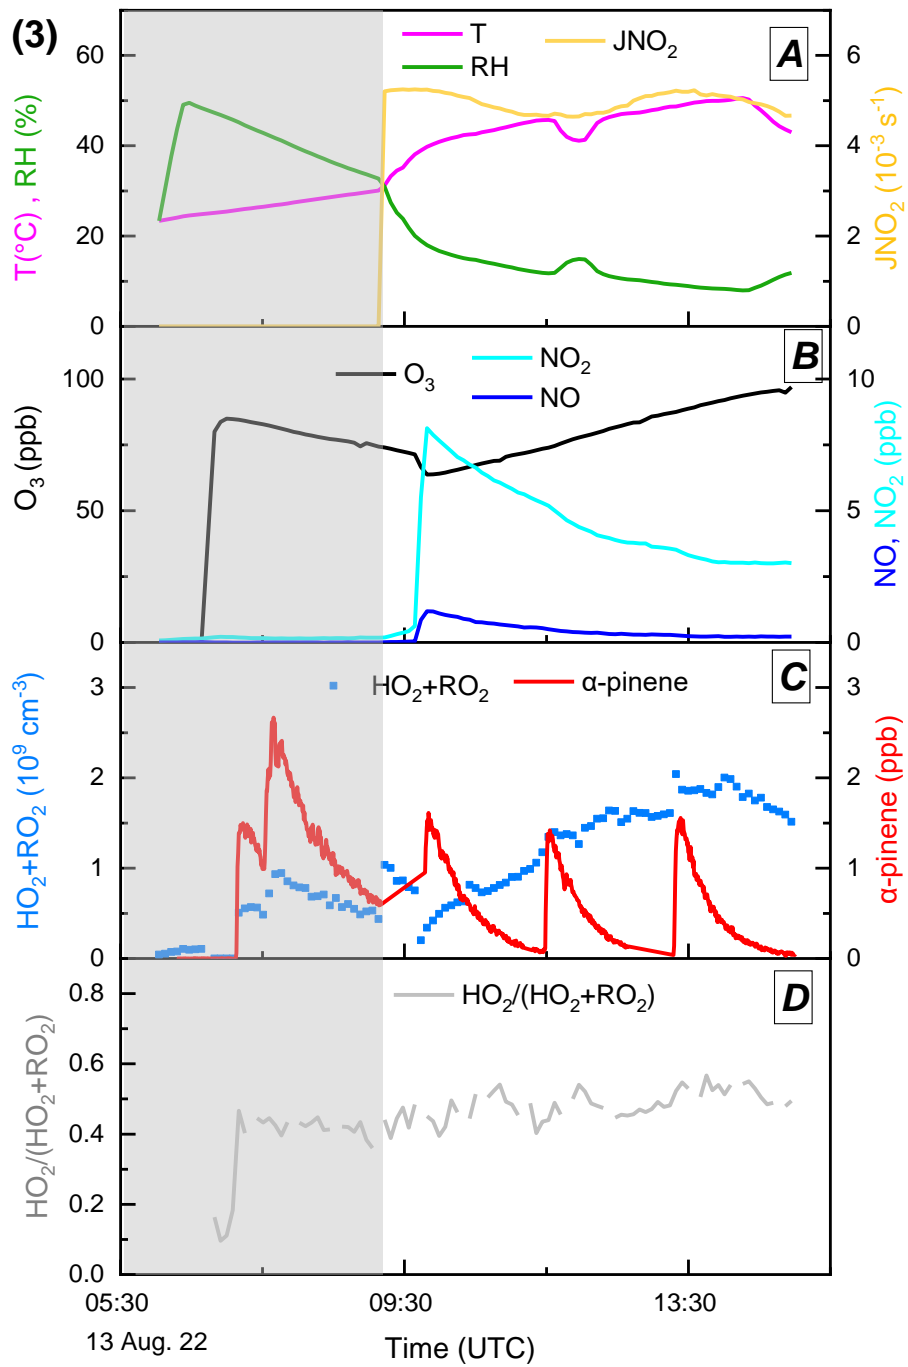 (3)
T
JNO₂
RH
A
T(°C) , RH (%)
60
40
20
0
6
4
2
0
JNO₂ (10⁻³ s⁻¹)
O₃
NO₂
NO
B
O₃ (ppb)
100
50
0
10
5
0
NO, NO₂ (ppb)
HO₂+RO₂
α-pinene
C
HO₂+RO₂ (10⁹ cm⁻³)
3
2
1
0
3
2
1
0
α-pinene (ppb)
HO₂/(HO₂+RO₂)
D
HO₂/(HO₂+RO₂)
0.8
0.6
0.4
0.2
0.0
05:30
09:30
13:30
13 Aug. 22
Time (UTC)